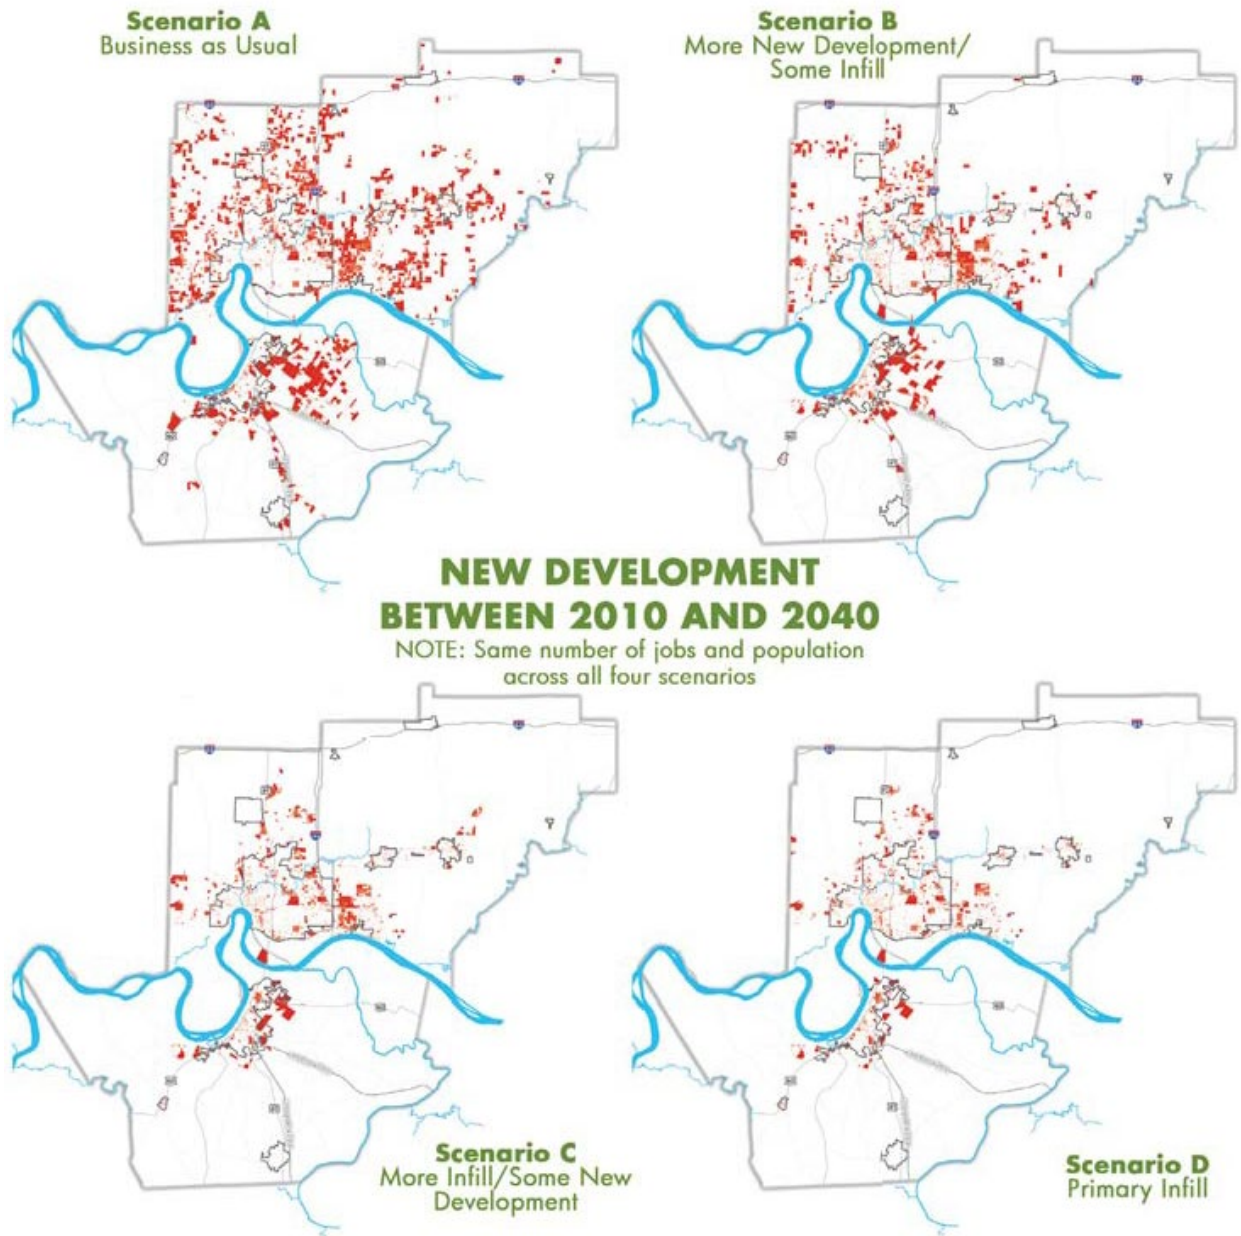 Scenario A
Business as Usual
Scenario B
More New Development/
Some Infill
NEW DEVELOPMENT
BETWEEN 2010 AND 2040
NOTE: Same number of jobs and population
across all four scenarios
Scenario C
More Infill/Some New
Development
Scenario D
Primary Infill